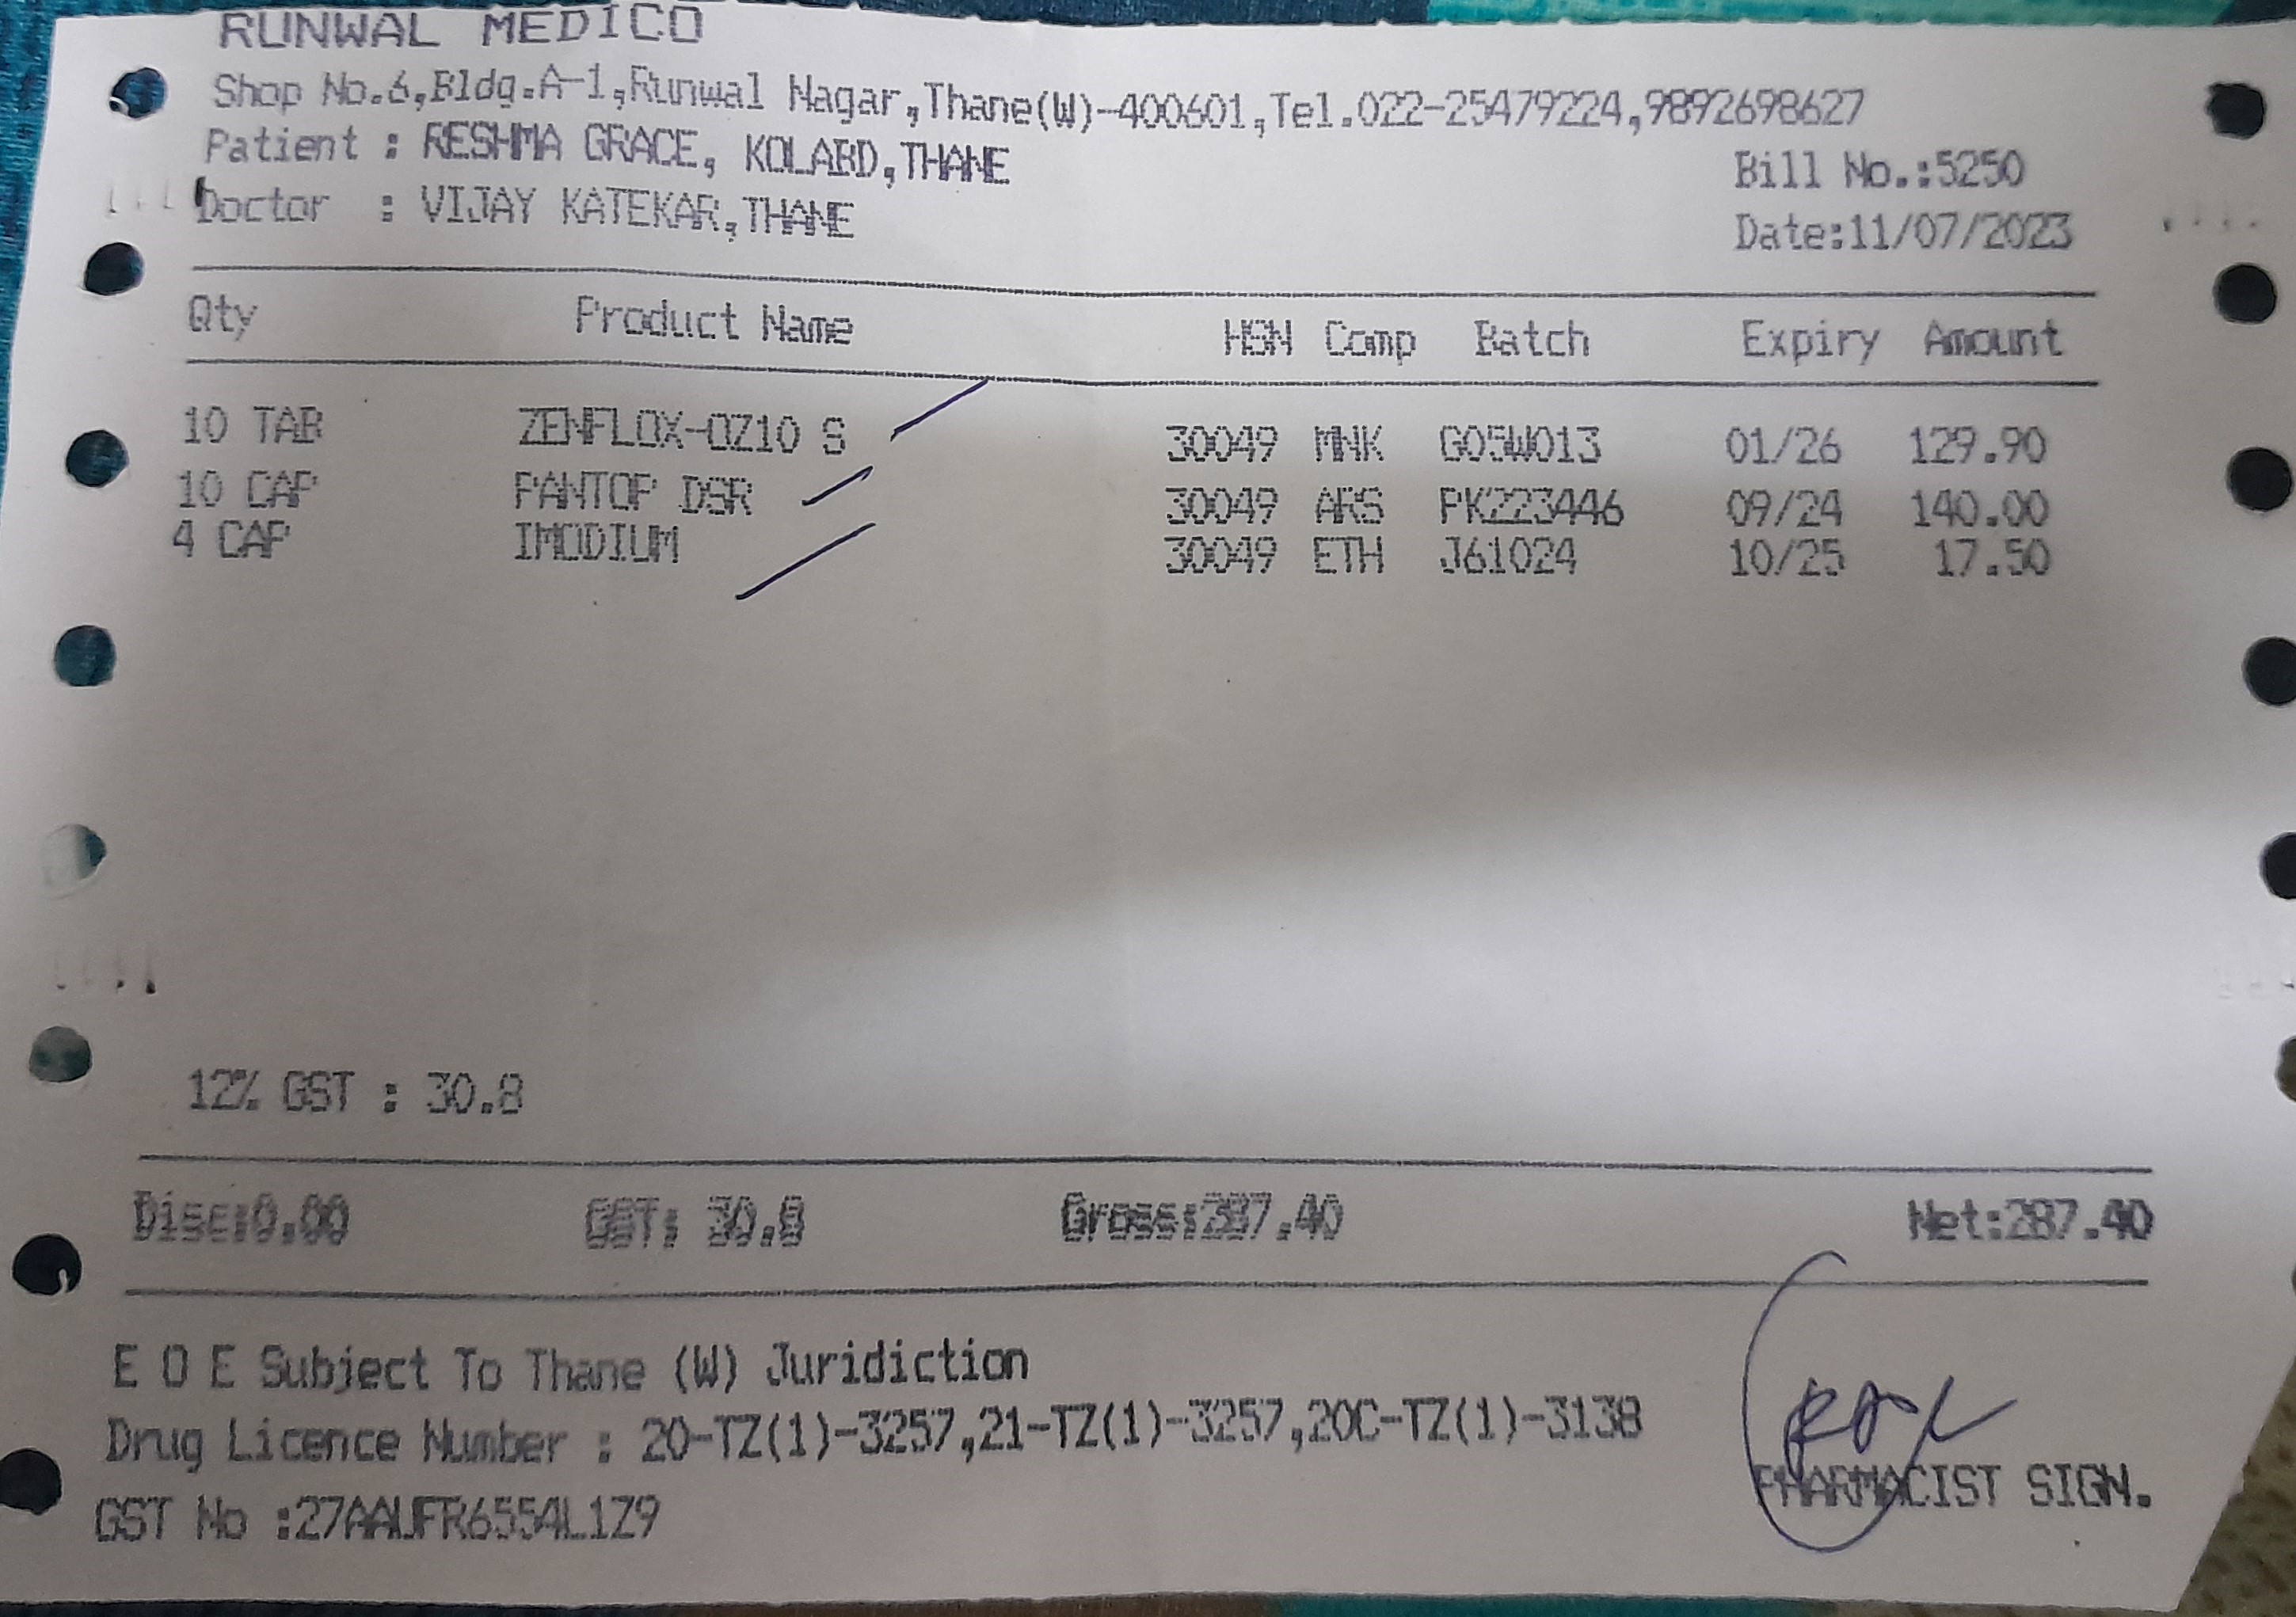 RUNWAL MEDICO
Shop No.6,Bldg.A-1,Runwal Nagar,Thane(W)-400601,Tel.022-25479224,9892698627
Patient : RESHMA GRACE, KOLABD,THANE Bill No.:5250
Doctor : VIJAY KATEKAR,THANE Date:11/07/2023
Qty Product Name HSN Comp Batch Expiry Amount
10 TAB ZENFLOX-OZ10 S 30049 MNK G05W013 01/26 129.90
10 CAP PANTOP DSR 30049 ARS PK223446 09/24 140.00
4 CAP IMODIUM 30049 ETH J61024 10/25 17.50
12% GST : 30.8
Disc:0.00 GST: 30.8 Gross:287.40 Net:287.40
E O E Subject To Thane (W) Juridiction
Drug Licence Number : 20-TZ(1)-3257,21-TZ(1)-3257,20C-TZ(1)-3138
PHARMACIST SIGN.
GST No :27AAUFR6554L1Z9